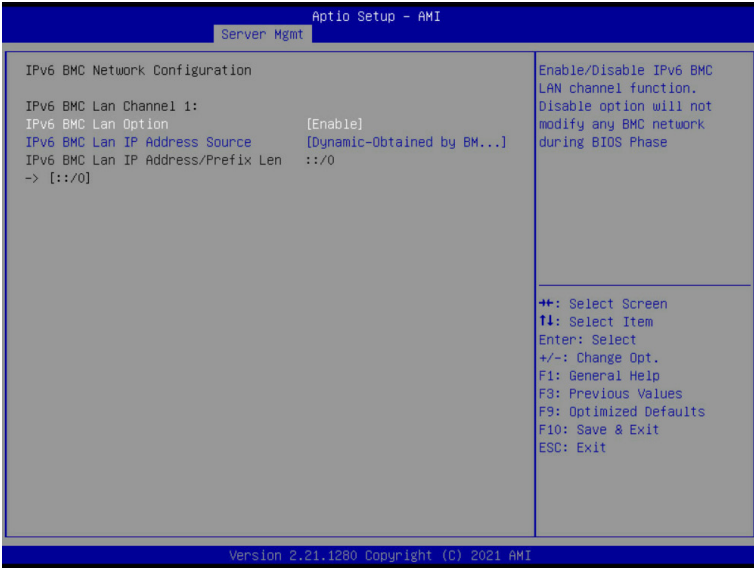 Aptio Setup – AMI
Server Mgmt
IPv6 BMC Network Configuration
IPv6 BMC Lan Channel 1:
IPv6 BMC Lan Option [Enable]
IPv6 BMC Lan IP Address Source [Dynamic-Obtained by BM...]
IPv6 BMC Lan IP Address/Prefix Len ::/0
-> [::/0]
Enable/Disable IPv6 BMC
LAN channel function.
Disable option will not
modify any BMC network
during BIOS Phase
→←: Select Screen
↑↓: Select Item
Enter: Select
+/-: Change Opt.
F1: General Help
F3: Previous Values
F9: Optimized Defaults
F10: Save & Exit
ESC: Exit
Version 2.21.1280 Copyright (C) 2021 AMI